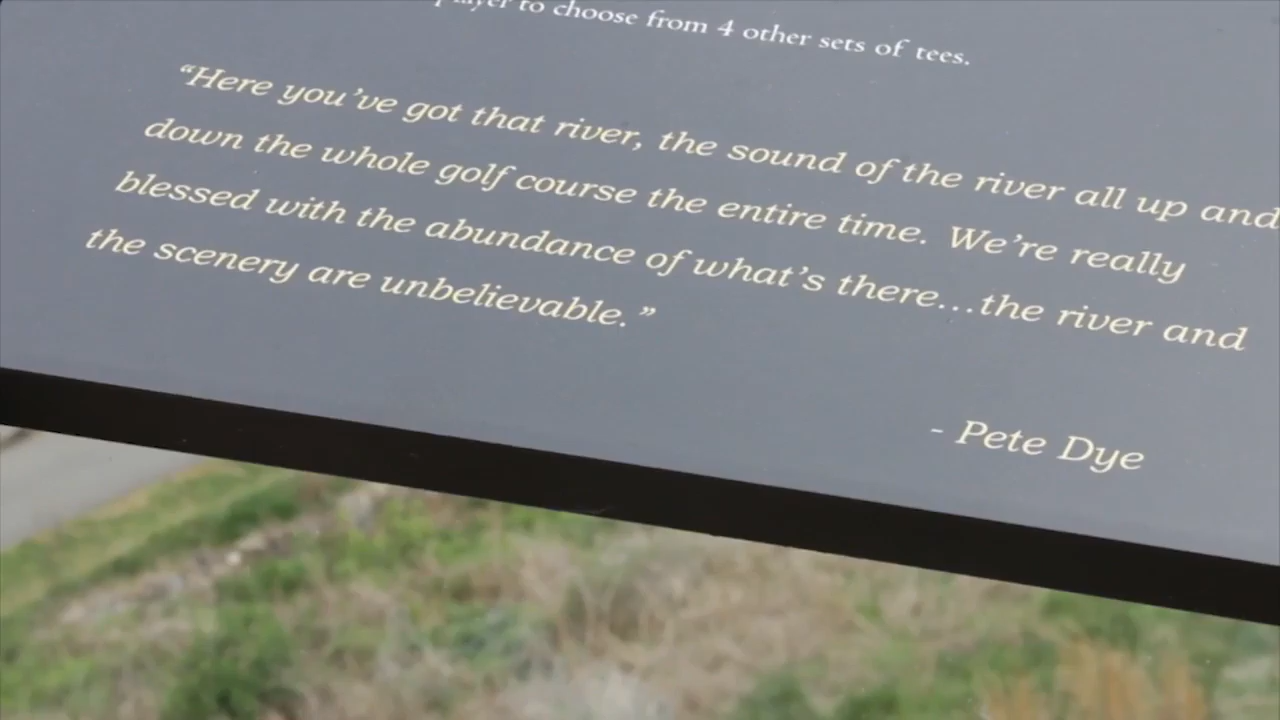 player to choose from 4 other sets of tees.
“Here you’ve got that river, the sound of the river all up and
down the whole golf course the entire time. We’re really
blessed with the abundance of what’s there...the river and
the scenery are unbelievable.”
- Pete Dye